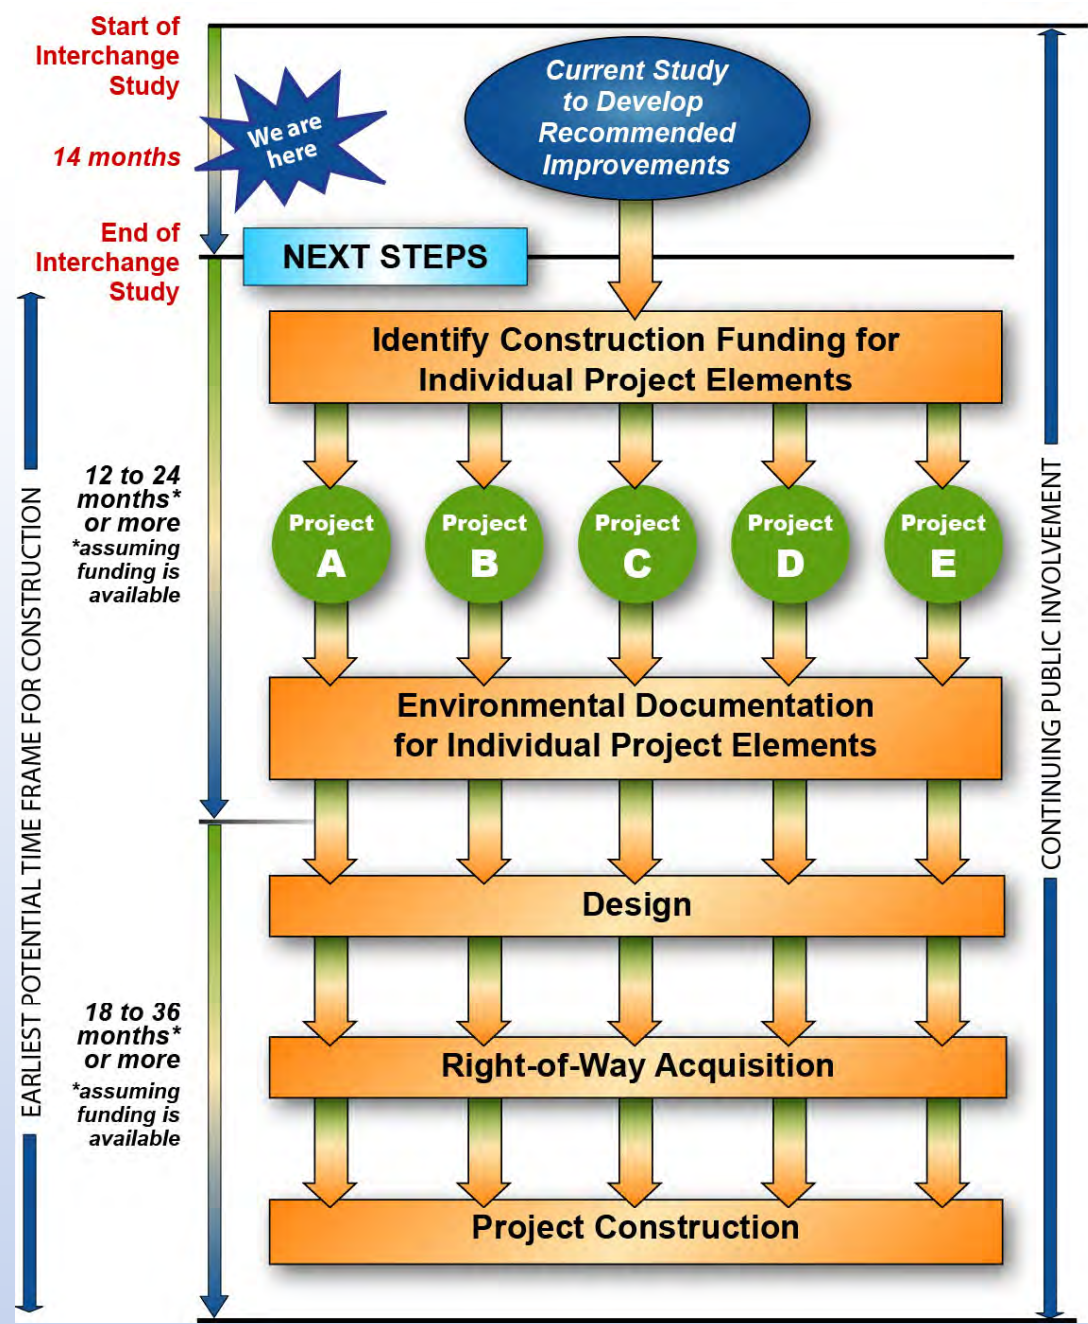 Start of
Interchange
Study
14 months
We are
here
Current Study
to Develop
Recommended
Improvements
End of
Interchange
Study
NEXT STEPS
Identify Construction Funding for
Individual Project Elements
12 to 24
months*
or more
*assuming
funding is
available
Project
A
Project
B
Project
C
Project
D
Project
E
Environmental Documentation
for Individual Project Elements
Design
18 to 36
months*
or more
*assuming
funding is
available
Right-of-Way Acquisition
Project Construction
EARLIEST POTENTIAL TIME FRAME FOR CONSTRUCTION
CONTINUING PUBLIC INVOLVEMENT